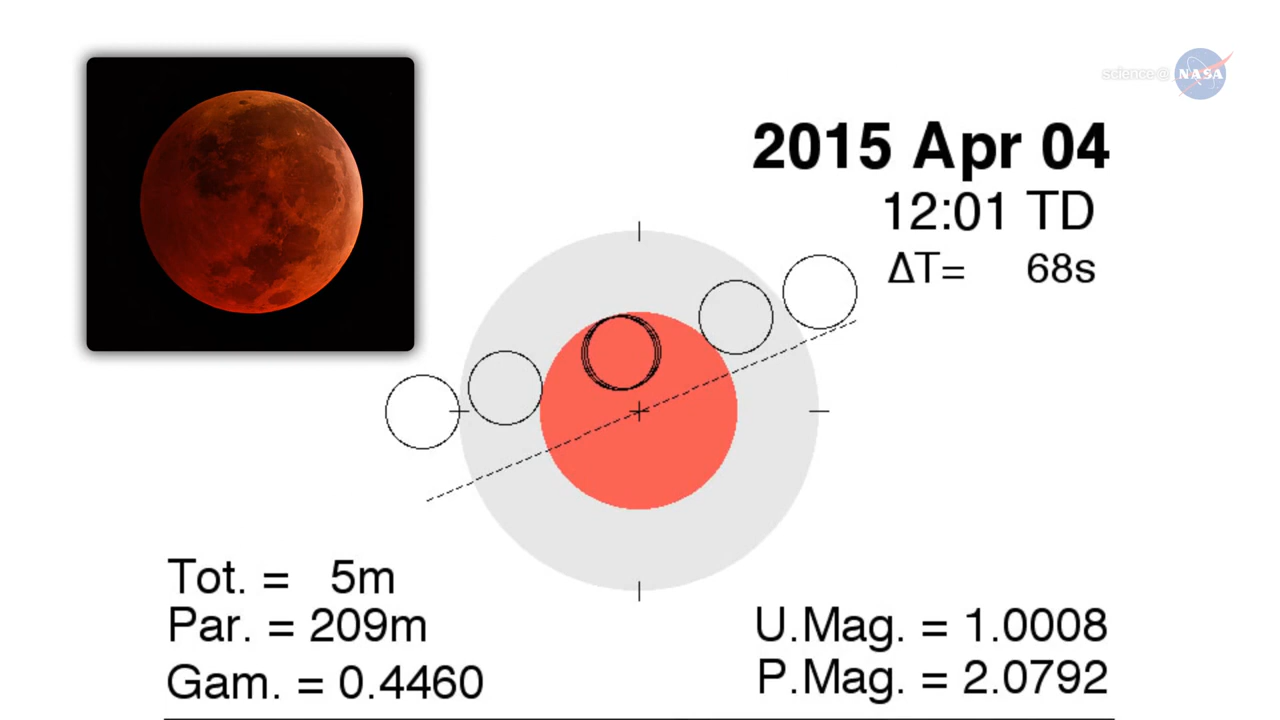 science@ NASA
2015 Apr 04
12:01 TD
ΔT= 68s
Tot. = 5m
Par. = 209m
Gam. = 0.4460
U.Mag. = 1.0008
P.Mag. = 2.0792